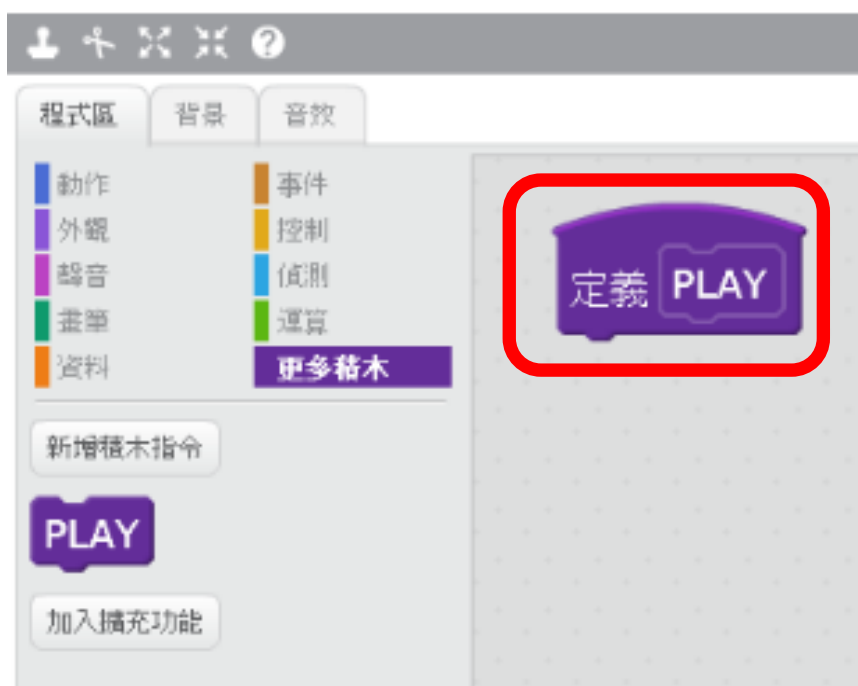 程式區 背景 音效
動作 事件
外觀 控制
聲音 偵測
畫筆 運算
資料 更多積木
定義 PLAY
新增積木指令
PLAY
加入擴充功能